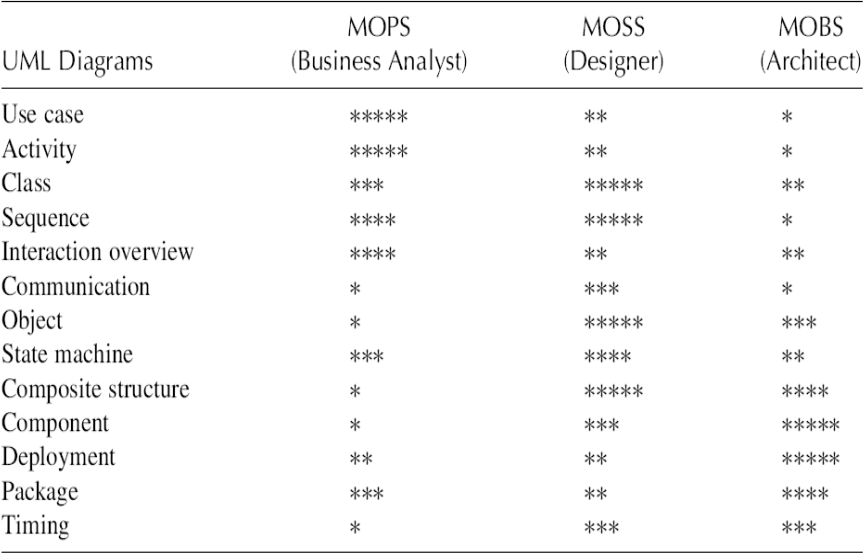 MOPS MOSS MOBS
UML Diagrams (Business Analyst) (Designer) (Architect)
Use case ***** ** *
Activity ***** ** *
Class *** ***** **
Sequence **** ***** *
Interaction overview **** ** **
Communication * *** *
Object * ***** ***
State machine *** **** **
Composite structure * ***** ****
Component * *** *****
Deployment ** ** *****
Package *** ** ****
Timing * *** ***